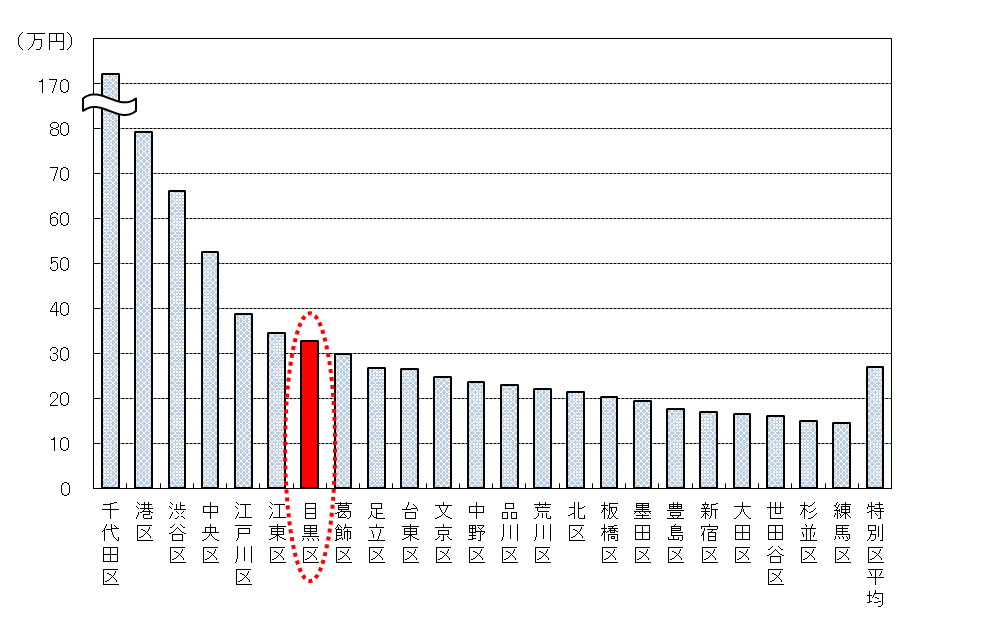 （万円）
170
80
70
60
50
40
30
20
10
0
千代田区
港区
渋谷区
中央区
江戸川区
江東区
目黒区
葛飾区
足立区
台東区
文京区
中野区
品川区
荒川区
北区
板橋区
墨田区
豊島区
新宿区
大田区
世田谷区
杉並区
練馬区
特別区平均